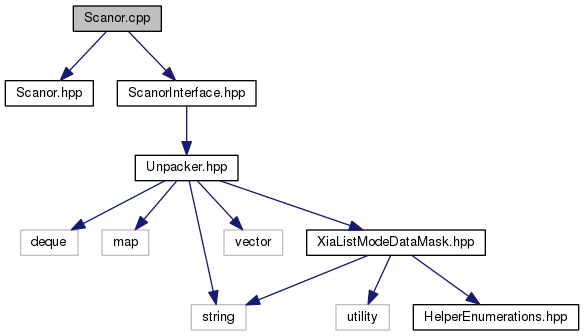 Scanor.cpp
Scanor.hpp
ScanorInterface.hpp
Unpacker.hpp
deque
map
vector
XiaListModeDataMask.hpp
string
utility
HelperEnumerations.hpp